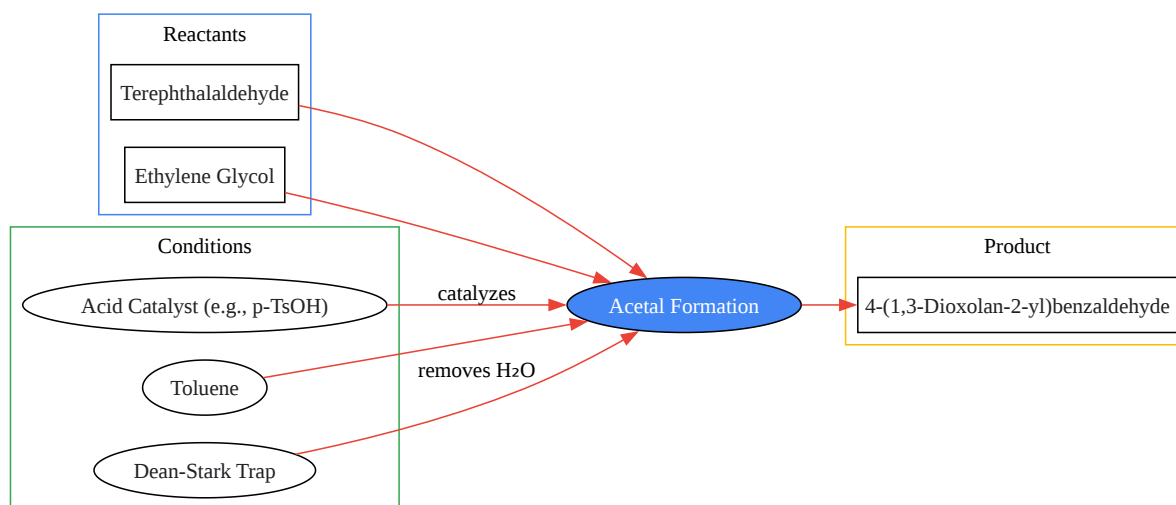 Reactants
Terephthalaldehyde
Ethylene Glycol
Conditions
Acid Catalyst (e.g., p-TsOH)
catalyzes
Toluene
removes H₂O
Dean-Stark Trap
Acetal Formation
Product
4-(1,3-Dioxolan-2-yl)benzaldehyde